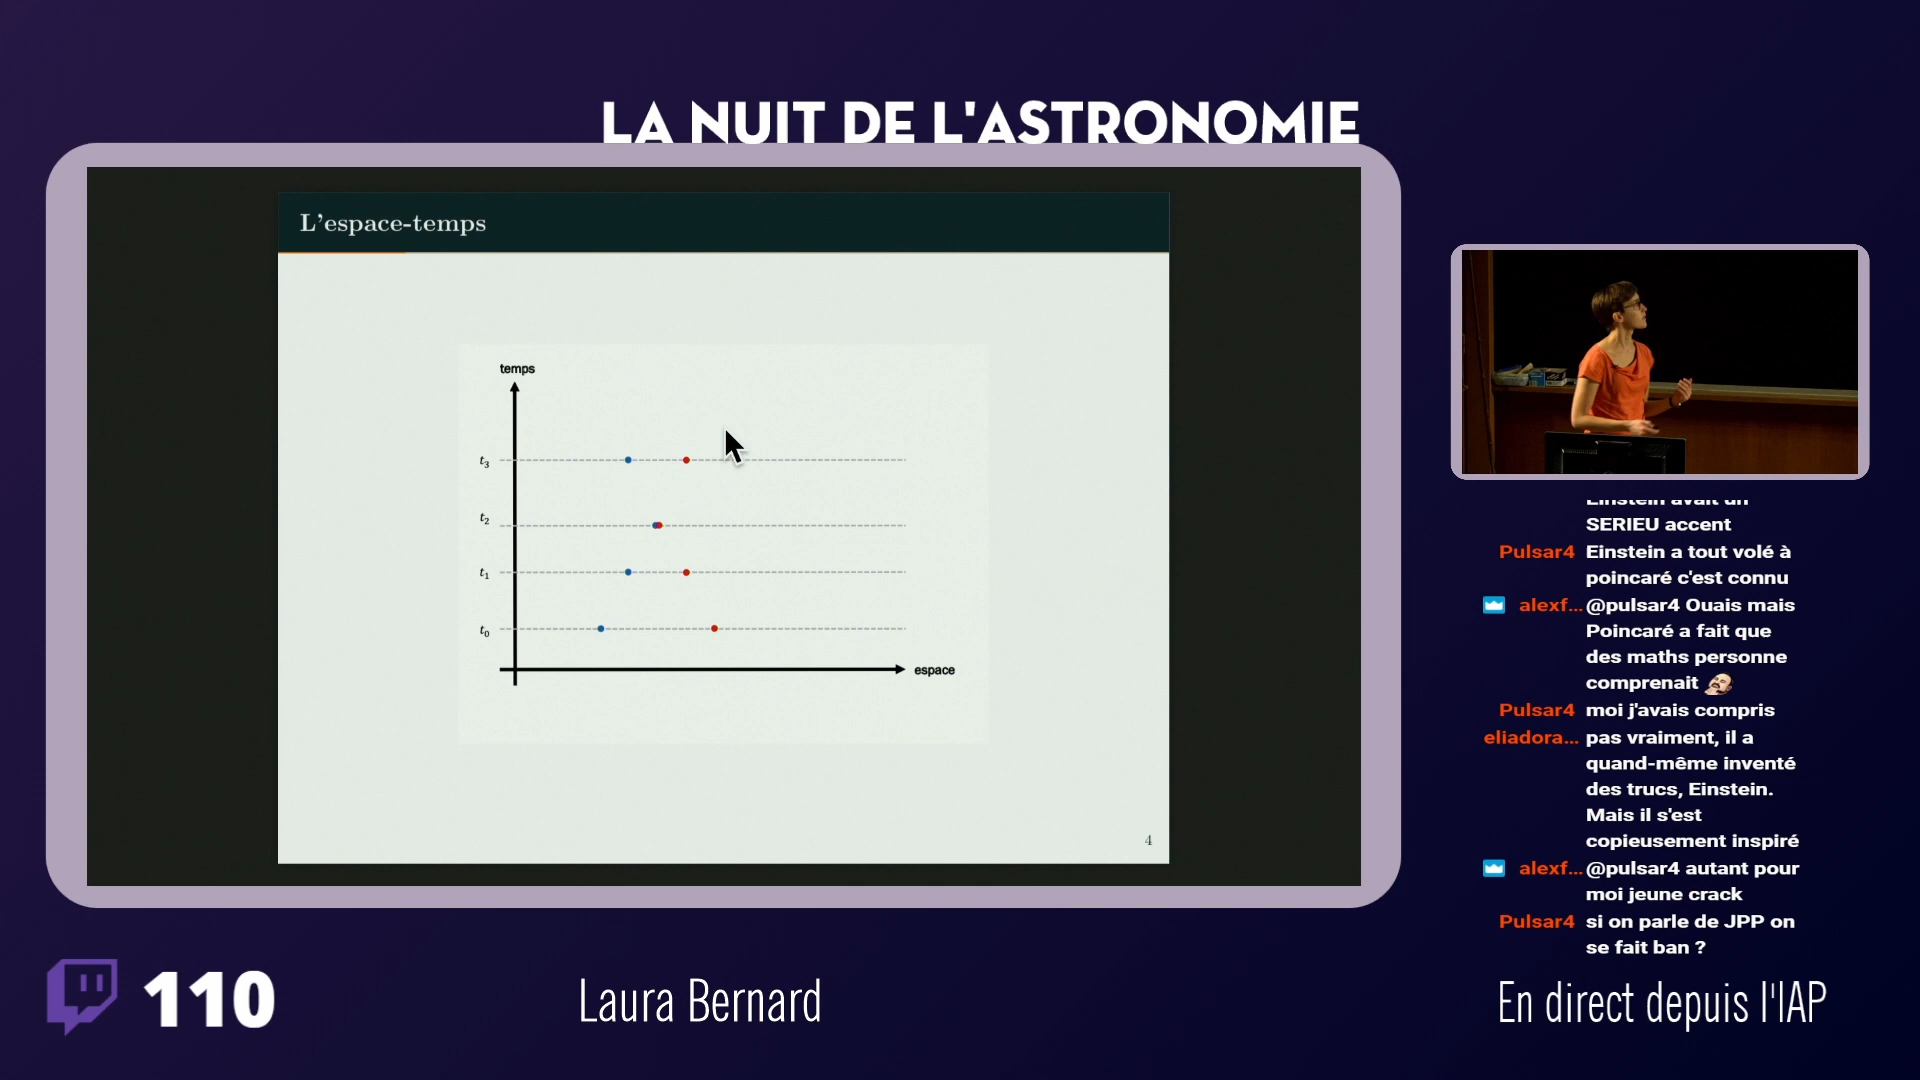 LA NUIT DE L'ASTRONOMIE
L'espace-temps
temps
t3
t2
t1
t0
espace
4
Einstein avait un
SERIEU accent
Pulsar4 Einstein a tout volé à
poincaré c'est connu
alexf... @pulsar4 Ouais mais
Poincaré a fait que
des maths personne
comprenait
Pulsar4 moi j'avais compris
eliadora... pas vraiment, il a
quand-même inventé
des trucs, Einstein.
Mais il s'est
copieusement inspiré
alexf... @pulsar4 autant pour
moi jeune crack
Pulsar4 si on parle de JPP on
se fait ban ?
110
Laura Bernard
En direct depuis l'IAP